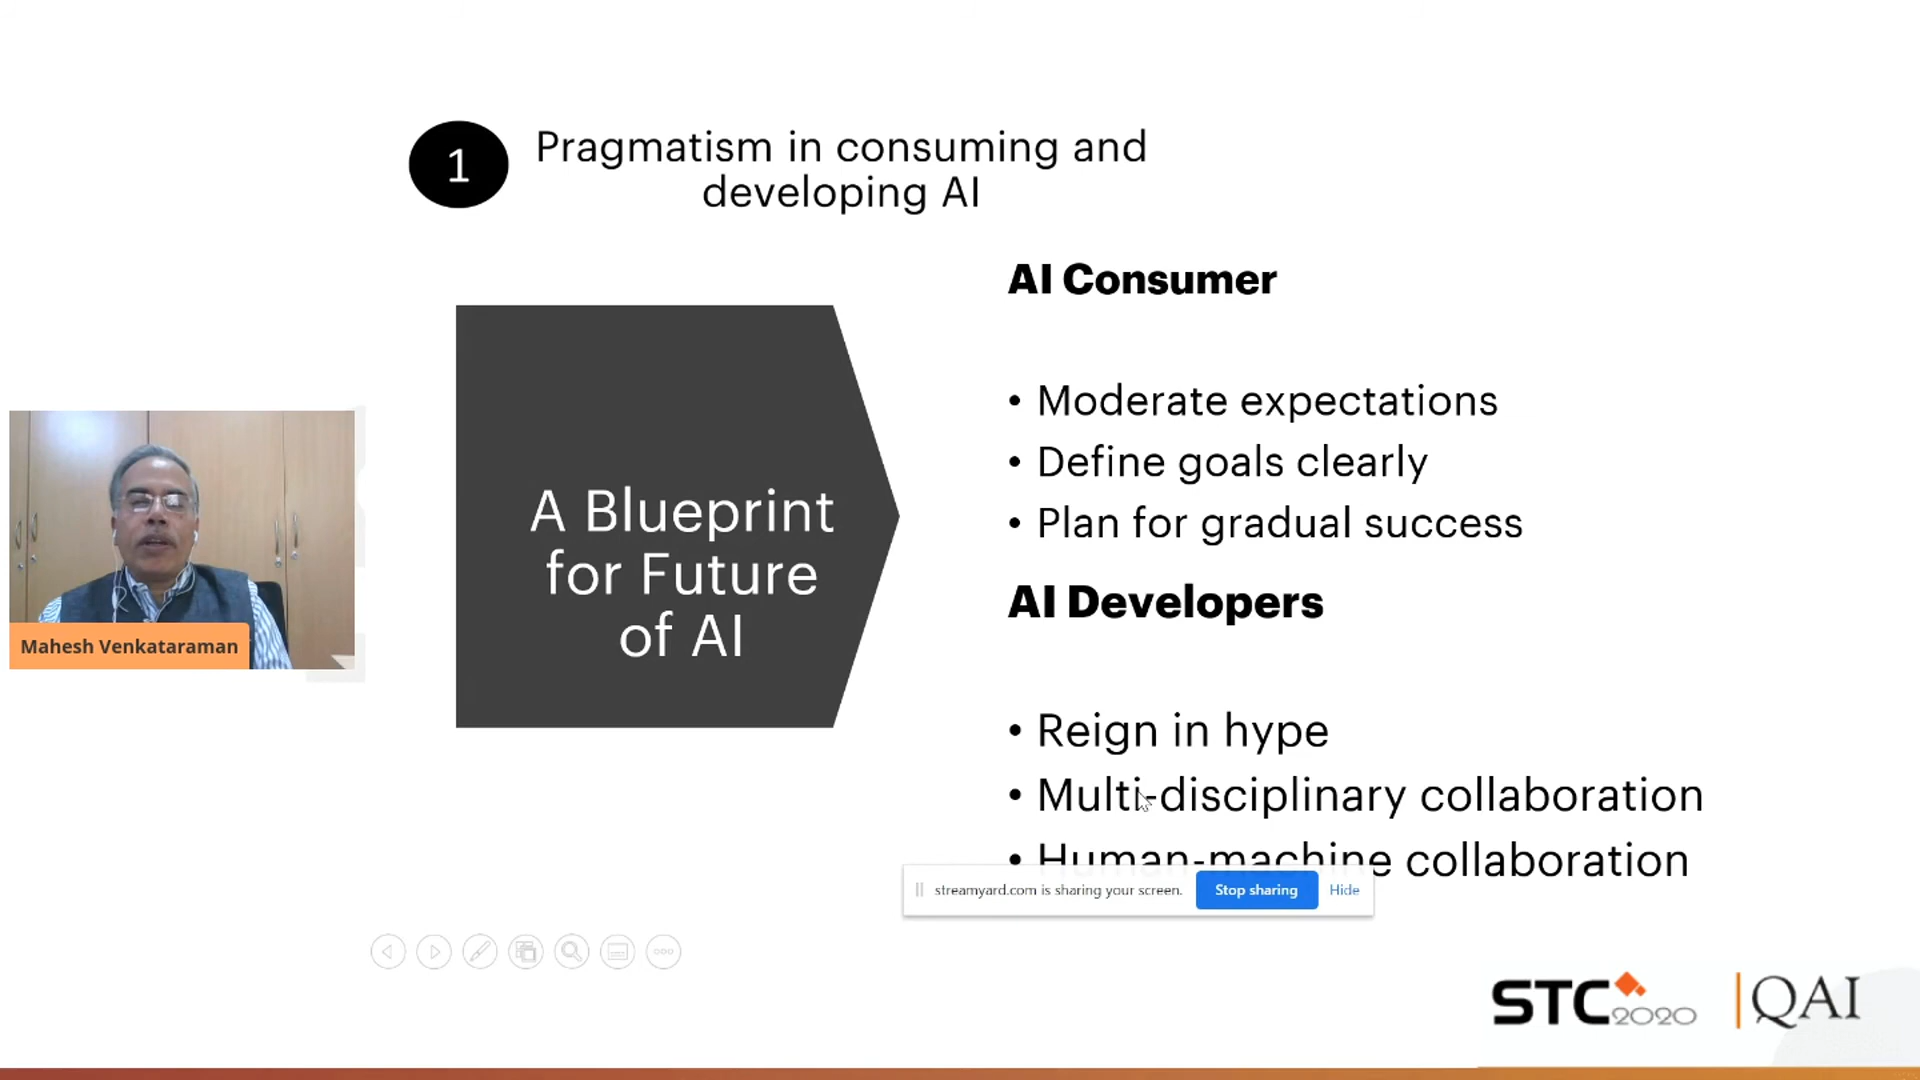 1
Pragmatism in consuming and
developing AI
AI Consumer
• Moderate expectations
• Define goals clearly
• Plan for gradual success
A Blueprint
for Future
of AI
Mahesh Venkataraman
AI Developers
• Reign in hype
• Multi-disciplinary collaboration
• Human-machine collaboration
streamyard.com is sharing your screen. Stop sharing Hide
STC2020 QAI